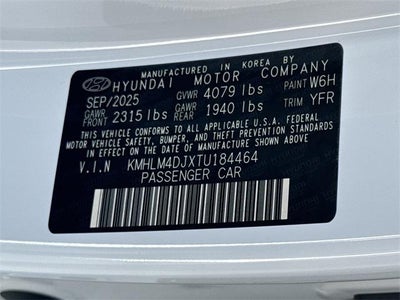 MANUFACTURED IN KOREA BY
HYUNDAI MOTOR COMPANY
SEP/2025 GVWR 4079 lbs PAINT W6H
GAWR FRONT 2315 lbs GAWR REAR 1940 lbs TRIM YFR
THIS VEHICLE CONFORMS TO ALL APPLICABLE U.S.A. FEDERAL
MOTOR VEHICLE SAFETY, BUMPER, AND THEFT PREVENTION
STANDARDS IN EFFECT ON THE DATE OF MANUFACTURE SHOWN ABOVE.
V.I.N KMHLM4DJXTU184464
PASSENGER CAR